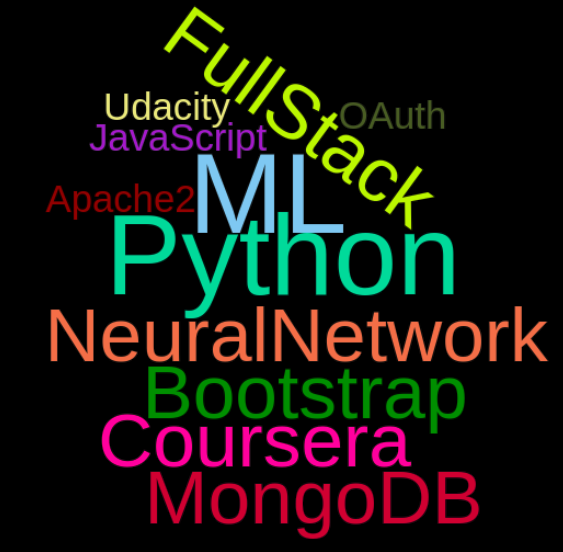 FullStack
Udacity
OAuth
JavaScript
ML
Apache2
Python
NeuralNetwork
Bootstrap
Coursera
MongoDB